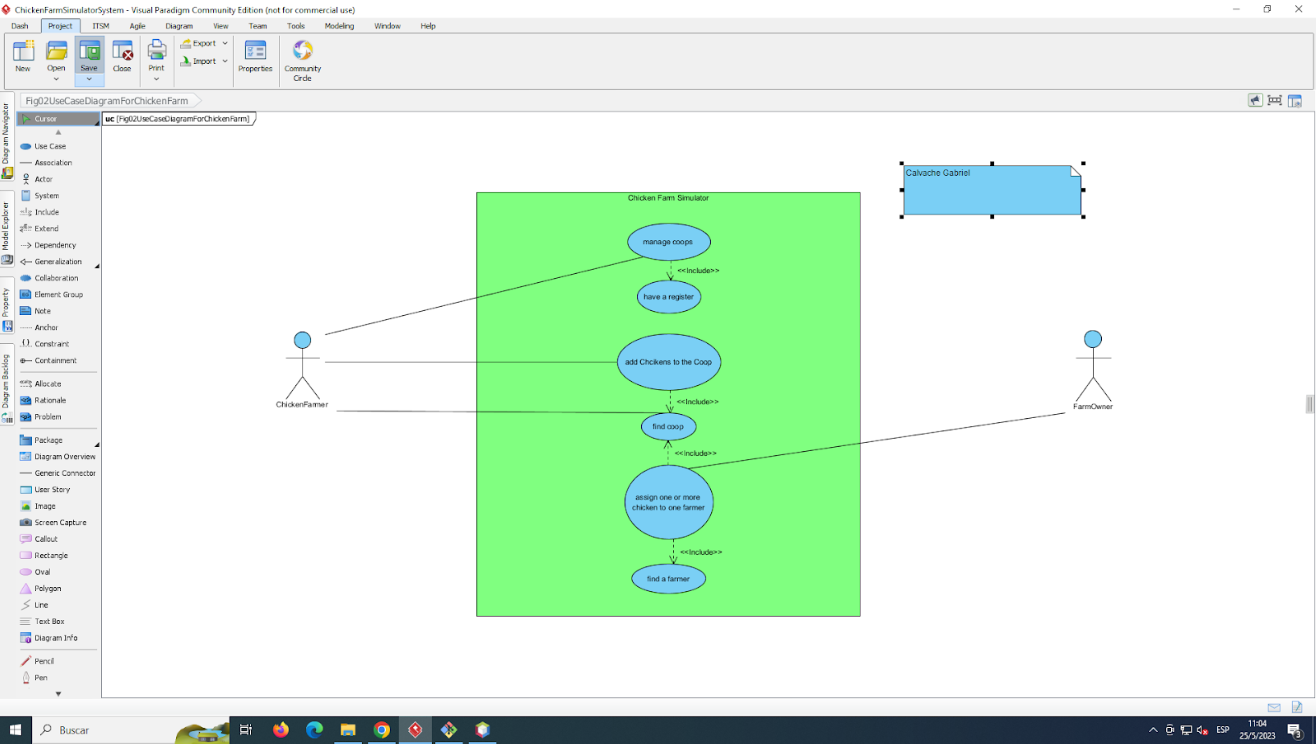 ChickenFarmSimulatorSystem - Visual Paradigm Community Edition (not for commercial use)
Dash Project ITSM Agile Diagram View Team Tools Modeling Window Help
New Open Save Close Print Export Import Properties Community Circle
Fig02UseCaseDiagramForChickenFarm
Diagram Navigator
Model Explorer
Property
Diagram Backlog
Cursor
Use Case
Association
Actor
System
Include
Extend
Dependency
Generalization
Collaboration
Element Group
Note
Anchor
Constraint
Containment
Allocate
Rationale
Problem
Package
Diagram Overview
Generic Connector
User Story
Image
Screen Capture
Callout
Rectangle
Oval
Polygon
Line
Text Box
Diagram Info
Pencil
Pen
uc [Fig02UseCaseDiagramForChickenFarm]
Calvache Gabriel
Chicken Farm Simulator
manage coops
<<Include>>
have a register
add Chcikens to the Coop
<<Include>>
find coop
<<Include>>
assign one or more
chicken to one farmer
<<Include>>
find a farmer
ChickenFarmer
FarmOwner
Buscar
ESP
11:04
25/5/2023
3